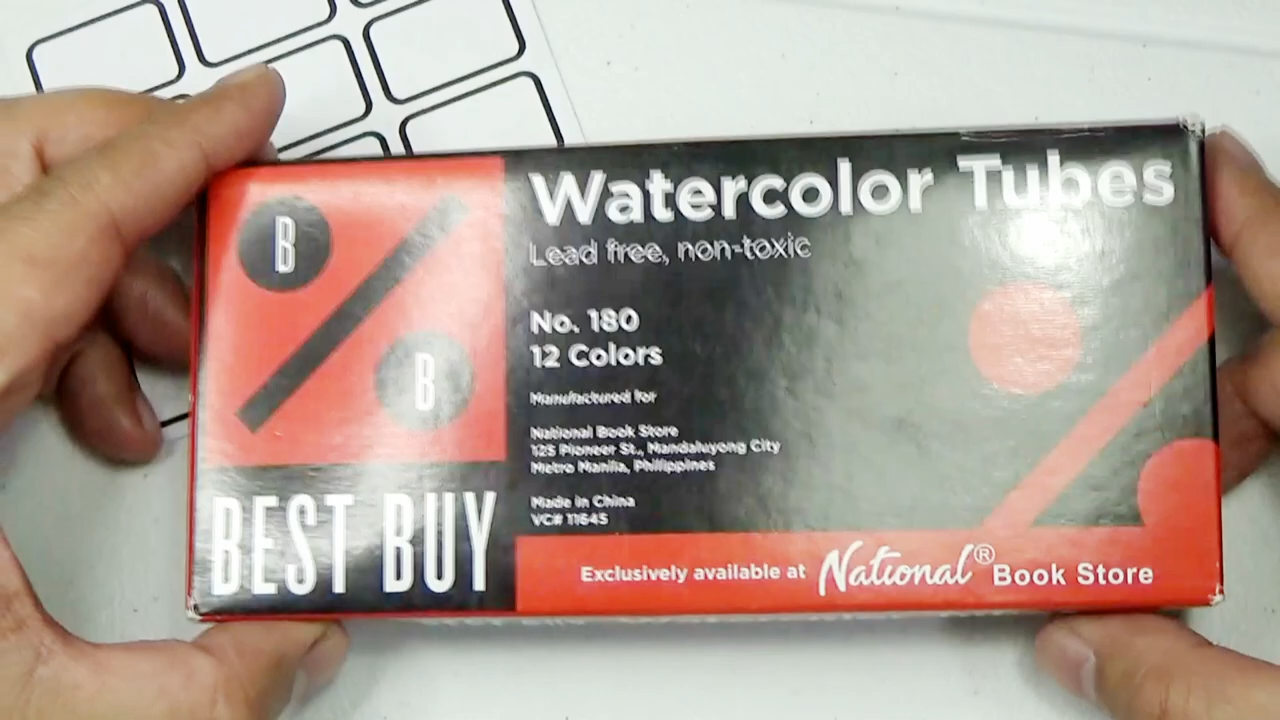 B
B
BEST BUY
Watercolor Tubes
Lead free, non-toxic
No. 180
12 Colors
Manufactured for
National Book Store
125 Pioneer St., Mandaluyong City
Metro Manila, Philippines
Made in China
VC# 11645
Exclusively available at National® Book Store